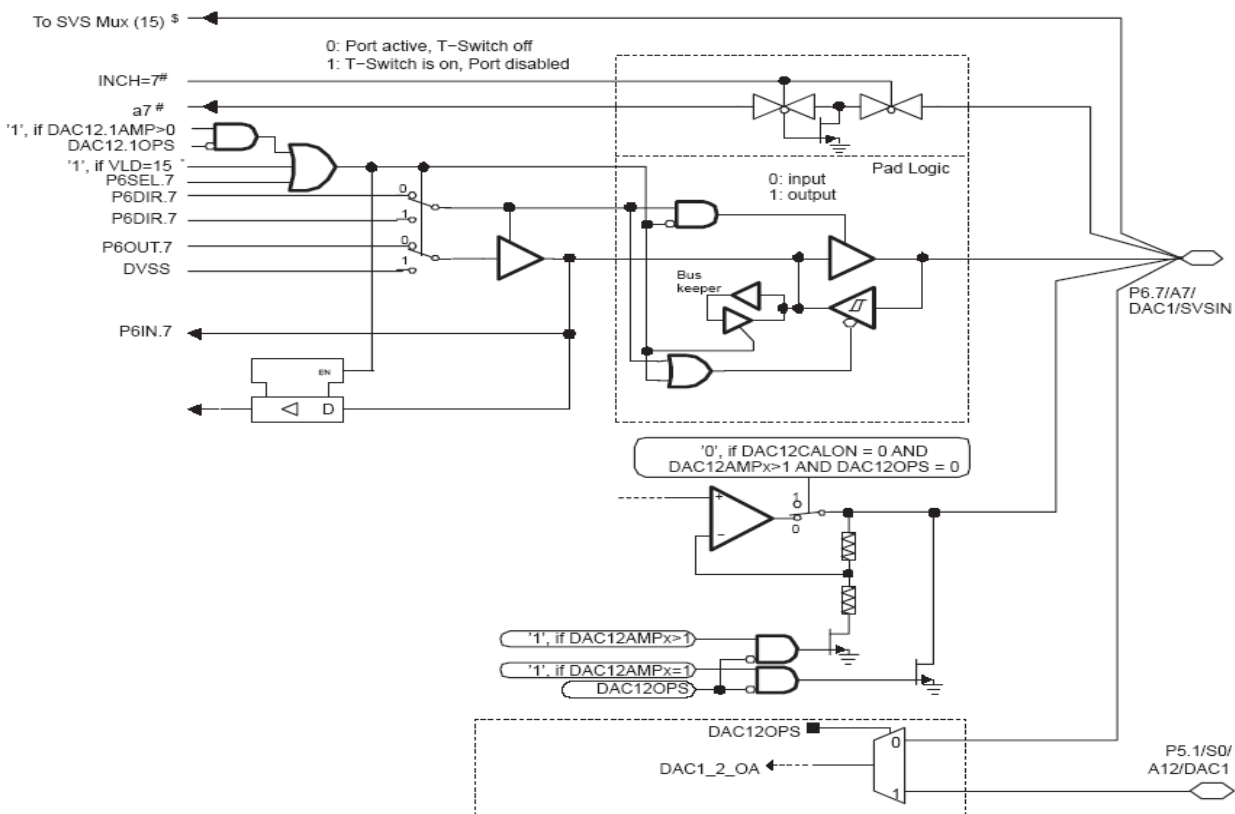 To SVS Mux (15) $
0: Port active, T−Switch off
1: T−Switch is on, Port disabled
INCH=7#
a7 #
'1', if DAC12.1AMP>0
DAC12.1OPS
'1', if VLD=15 *
P6SEL.7
P6DIR.7
P6DIR.7
P6OUT.7
DVSS
0
1
0
1
Pad Logic
0: input
1: output
Bus
keeper
P6.7/A7/
DAC1/SVSIN
P6IN.7
EN
D
'0', if DAC12CALON = 0 AND
DAC12AMPx>1 AND DAC12OPS = 0
+
−
1
0
'1', if DAC12AMPx>1
'1', if DAC12AMPx=1
DAC12OPS
DAC12OPS
0
DAC1_2_OA
1
P5.1/S0/
A12/DAC1